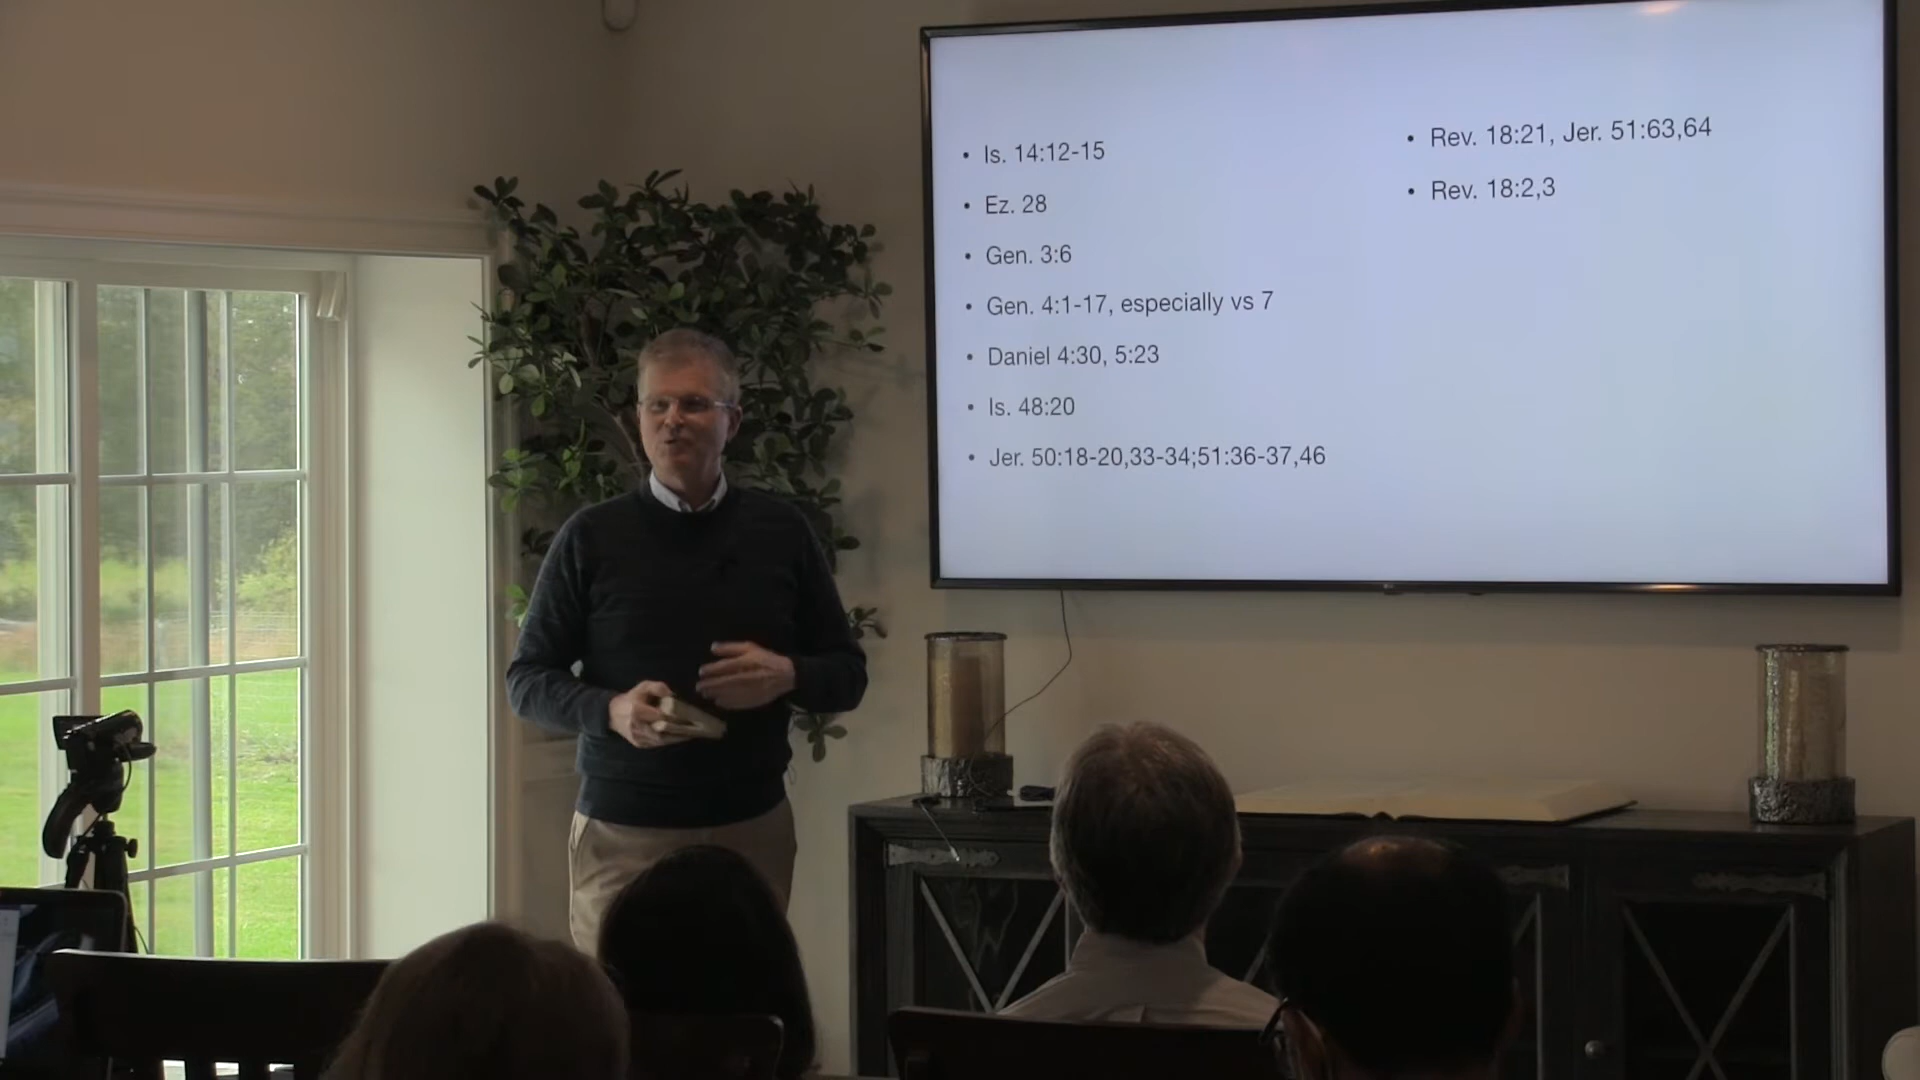 • Is. 14:12-15
• Ez. 28
• Gen. 3:6
• Gen. 4:1-17, especially vs 7
• Daniel 4:30, 5:23
• Is. 48:20
• Jer. 50:18-20,33-34;51:36-37,46
• Rev. 18:21, Jer. 51:63,64
• Rev. 18:2,3